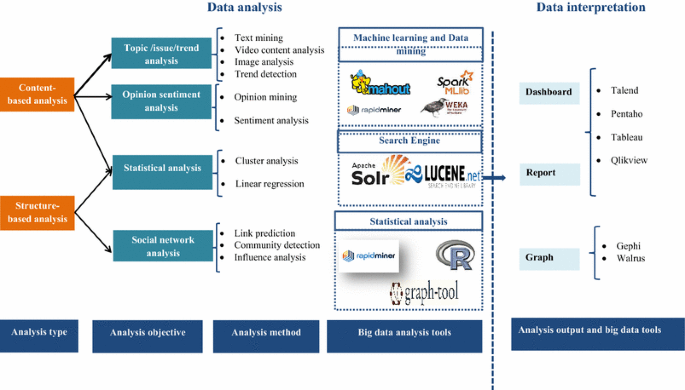 Data analysis
Data interpretation
Content-
based analysis
Structure-
based analysis
Topic /issue/trend
analysis
Opinion sentiment
analysis
Statistical analysis
Social network
analysis
Text mining
Video content analysis
Image analysis
Trend detection
Opinion mining
Sentiment analysis
Cluster analysis
Linear regression
Link prediction
Community detection
Influence analysis
Machine learning and Data
mining
mahout
Spark
MLlib
rapidminer
WEKA
Search Engine
Apache
Solr
LUCENE.net
SEARCH ENGINE LIBRARY
Statistical analysis
rapidminer
R
graph-tool
Dashboard
Report
Graph
Talend
Pentaho
Tableau
Qlikview
Gephi
Walrus
Analysis type
Analysis objective
Analysis method
Big data analysis tools
Analysis output and big data tools